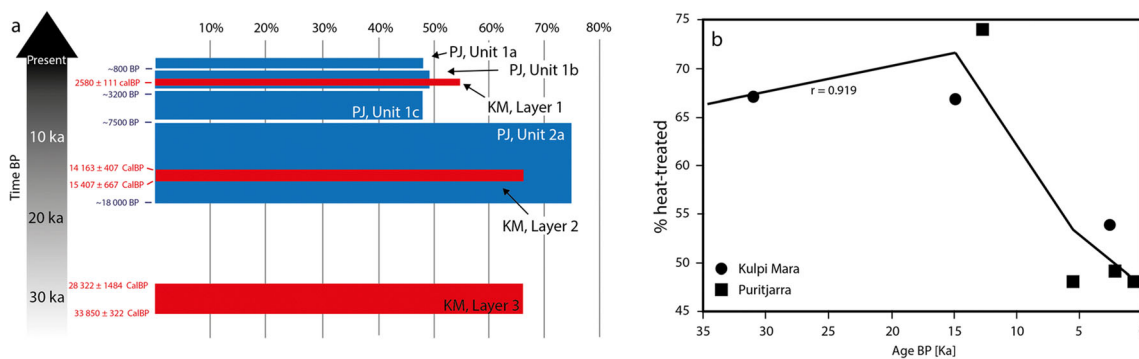 a
10% 20% 30% 40% 50% 60% 70% 80%
Present
PJ, Unit 1a
~800 BP
PJ, Unit 1b
2580 ± 111 calBP
~3200 BP
KM, Layer 1
PJ, Unit 1c
~7500 BP
PJ, Unit 2a
10 ka
Time BP
14 163 ± 407 CalBP
15 407 ± 667 CalBP
~18 000 BP
20 ka
KM, Layer 2
28 322 ± 1484 CalBP
30 ka
KM, Layer 3
33 850 ± 322 CalBP
b
75
70
65
60
55
50
45
% heat-treated
r = 0.919
Kulpi Mara
Puritjarra
35 30 25 20 15 10 5 0
Age BP [Ka]